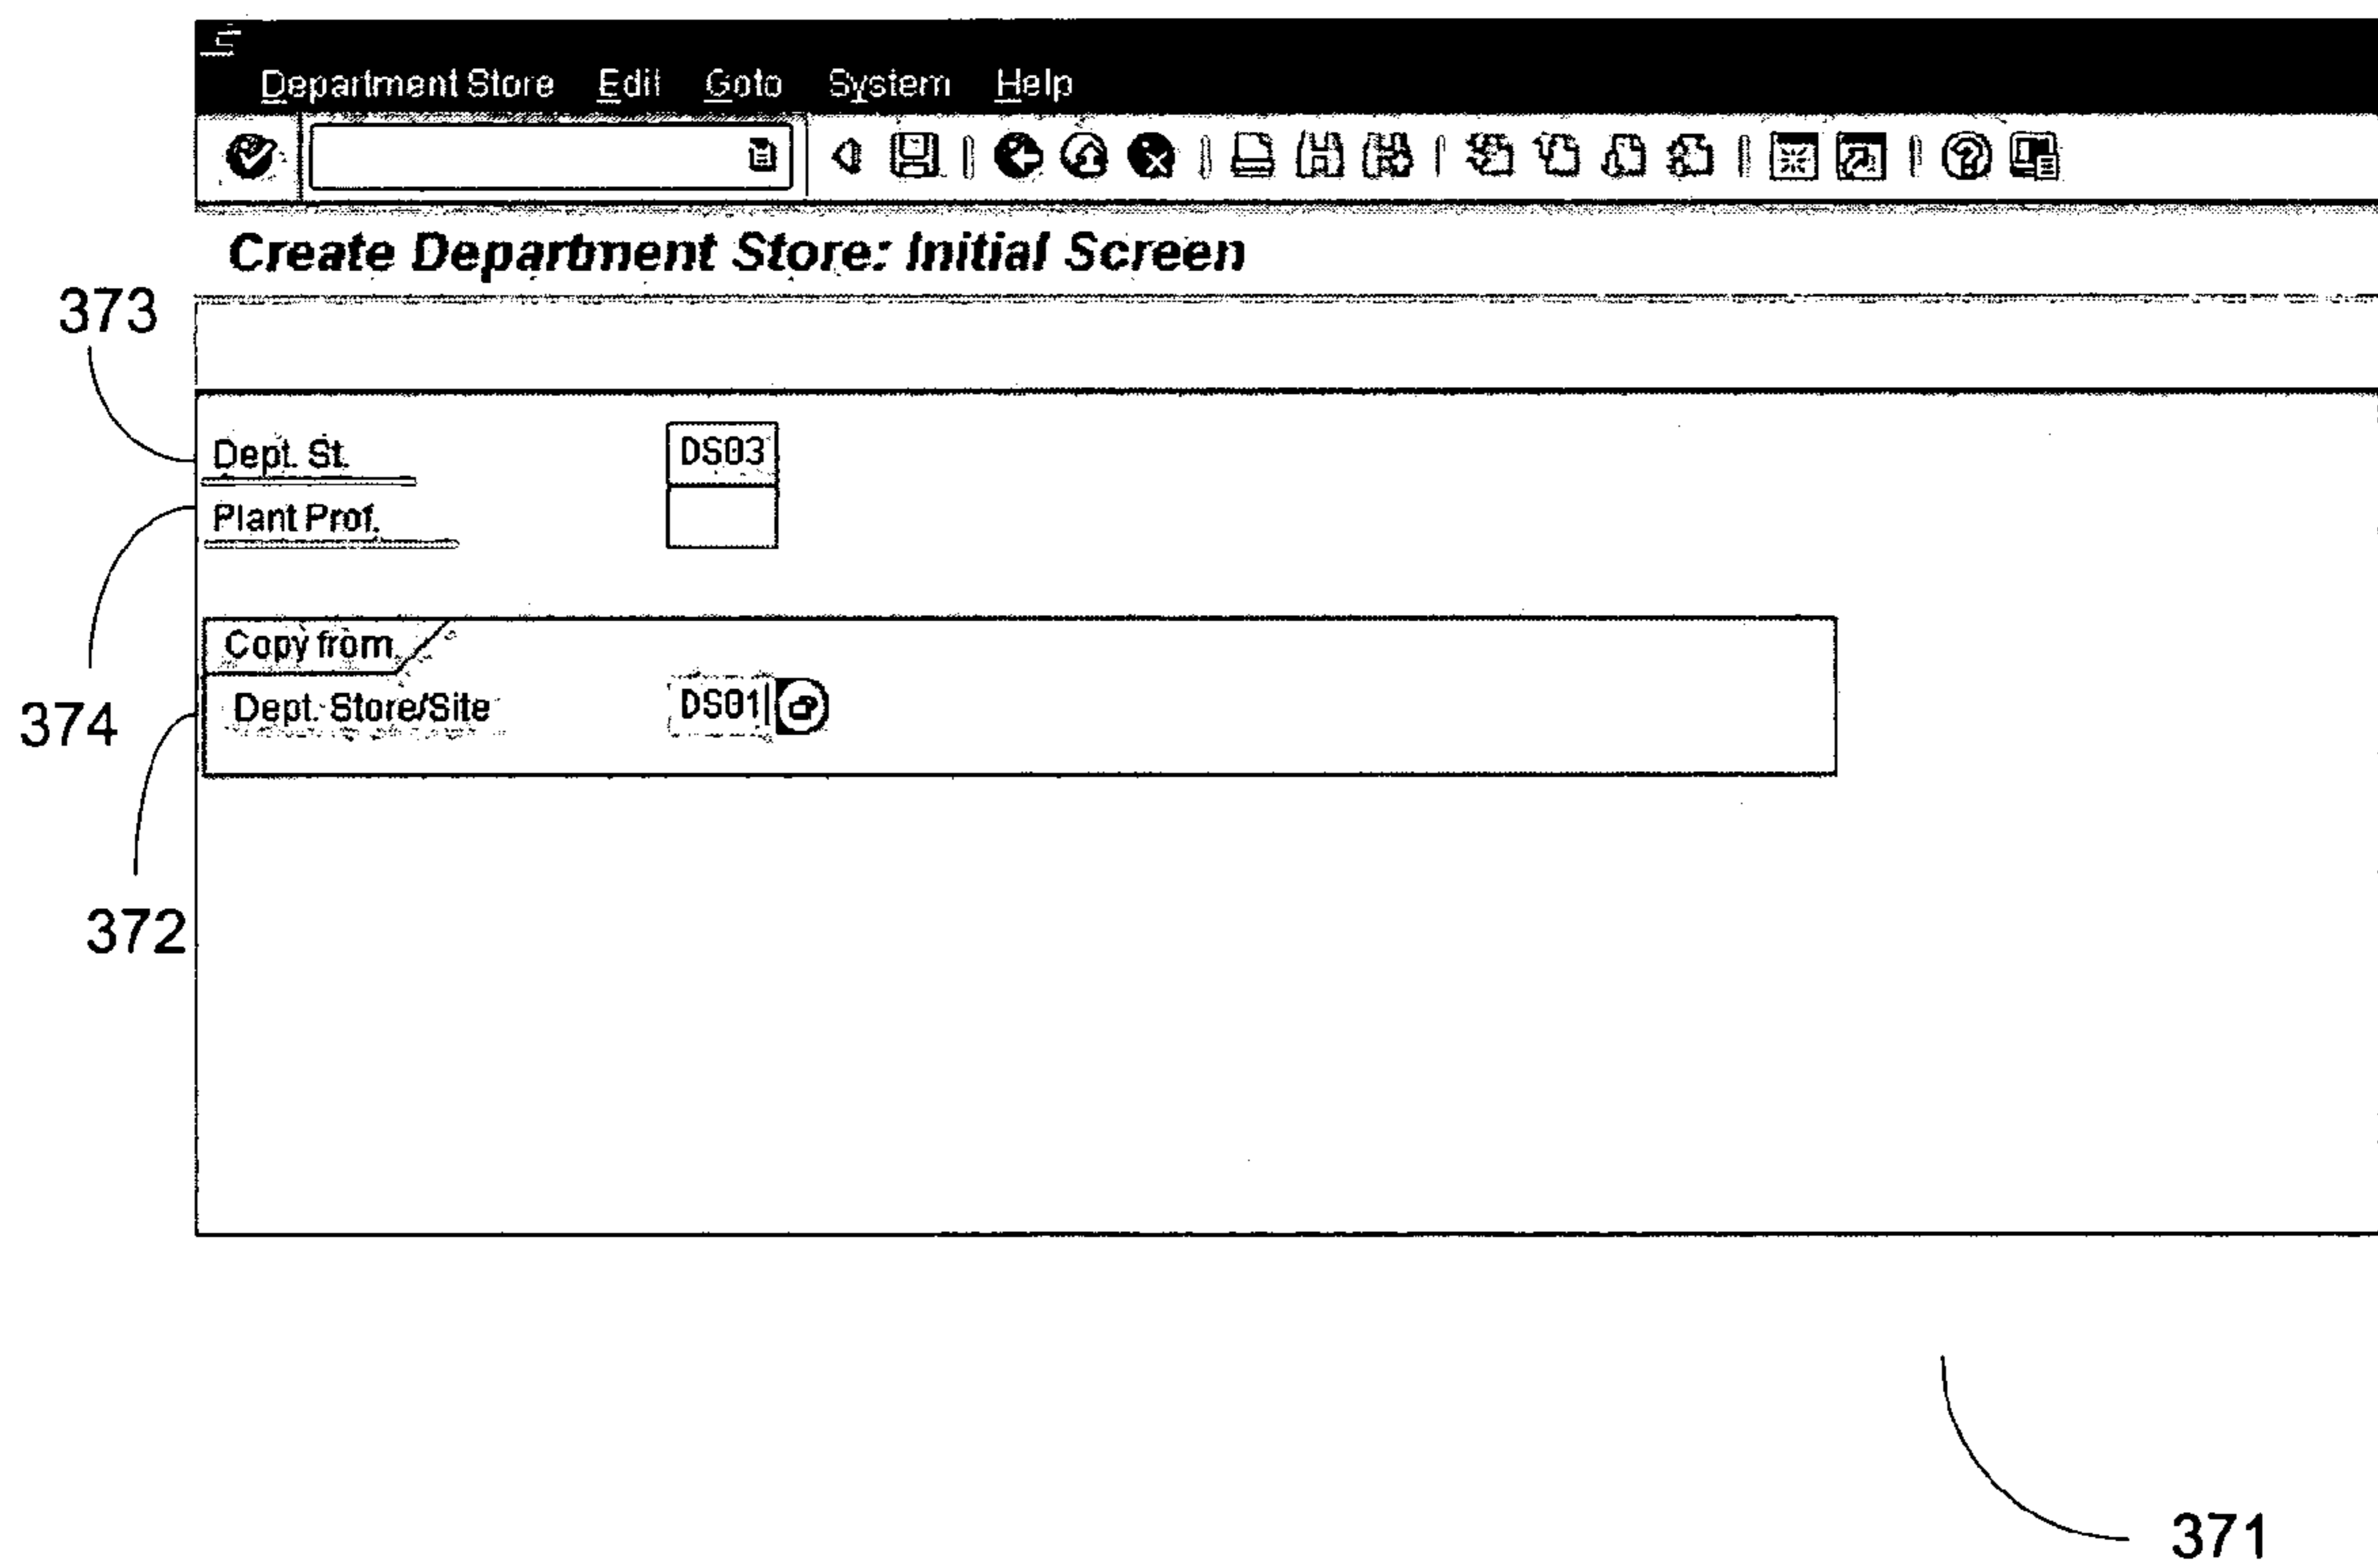 Department Store Edit Goto System Help
Create Department Store: Initial Screen
373
Dept. St. DS03
Plant Prof.
Copy from
374
Dept. Store/Site DS01
372
371